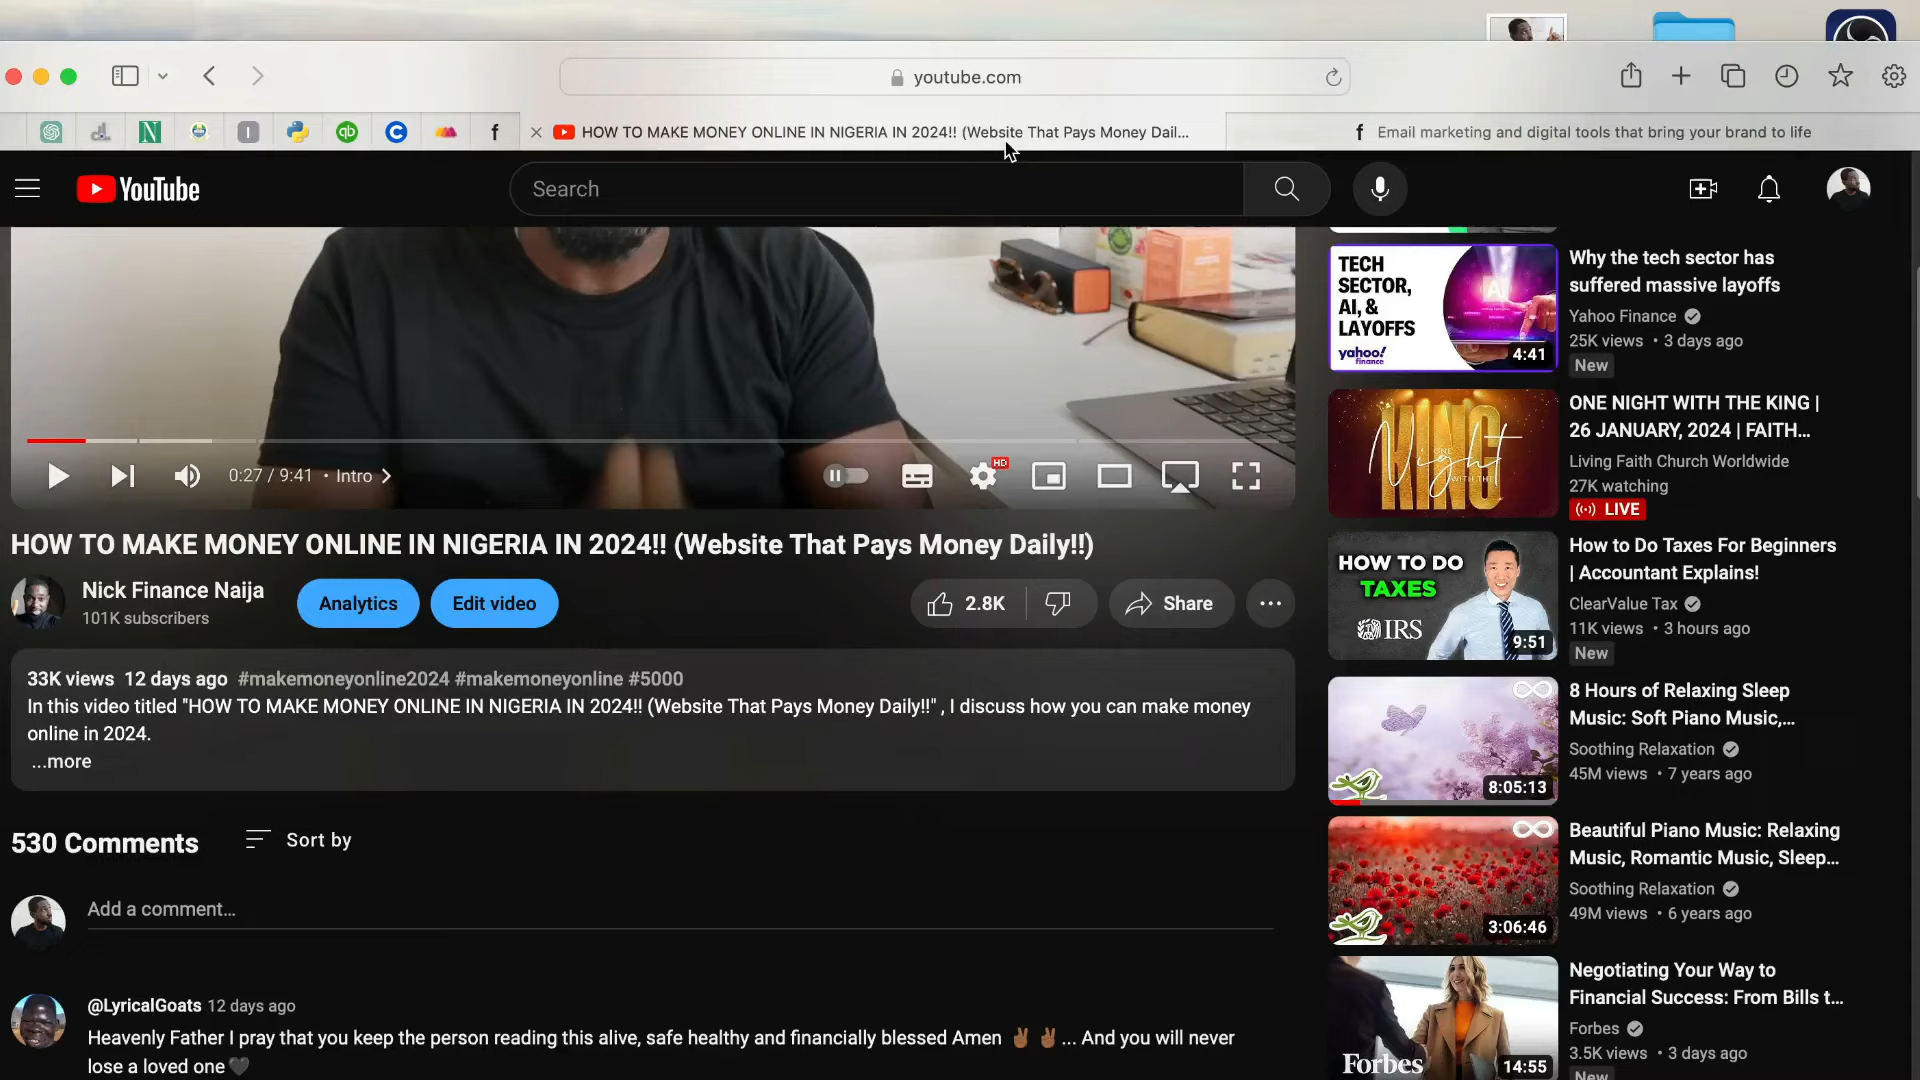 youtube.com
HOW TO MAKE MONEY ONLINE IN NIGERIA IN 2024!! (Website That Pays Money Dail...
f Email marketing and digital tools that bring your brand to life
N
I
qb
C
f
YouTube
Search
0:27 / 9:41 • Intro
HD
HOW TO MAKE MONEY ONLINE IN NIGERIA IN 2024!! (Website That Pays Money Daily!!)
Nick Finance Naija
101K subscribers
Analytics
Edit video
2.8K
Share
33K views 12 days ago #makemoneyonline2024 #makemoneyonline #5000
In this video titled "HOW TO MAKE MONEY ONLINE IN NIGERIA IN 2024!! (Website That Pays Money Daily!!" , I discuss how you can make money
online in 2024.
...more
530 Comments
Sort by
Add a comment...
@LyricalGoats 12 days ago
Heavenly Father I pray that you keep the person reading this alive, safe healthy and financially blessed Amen ✌🏾 ✌🏾 ... And you will never
lose a loved one🖤
TECH
SECTOR,
AI, &
LAYOFFS
yahoo!
finance
AI
4:41
Why the tech sector has
suffered massive layoffs
Yahoo Finance
25K views • 3 days ago
New
ONE
Night
WITH THE
KING
ONE NIGHT WITH THE KING |
26 JANUARY, 2024 | FAITH...
Living Faith Church Worldwide
27K watching
LIVE
HOW TO DO
TAXES
IRS
9:51
How to Do Taxes For Beginners
| Accountant Explains!
ClearValue Tax
11K views • 3 hours ago
New
8:05:13
8 Hours of Relaxing Sleep
Music: Soft Piano Music,...
Soothing Relaxation
45M views • 7 years ago
3:06:46
Beautiful Piano Music: Relaxing
Music, Romantic Music, Sleep...
Soothing Relaxation
49M views • 6 years ago
Forbes
14:55
Negotiating Your Way to
Financial Success: From Bills t...
Forbes
3.5K views • 3 days ago
New